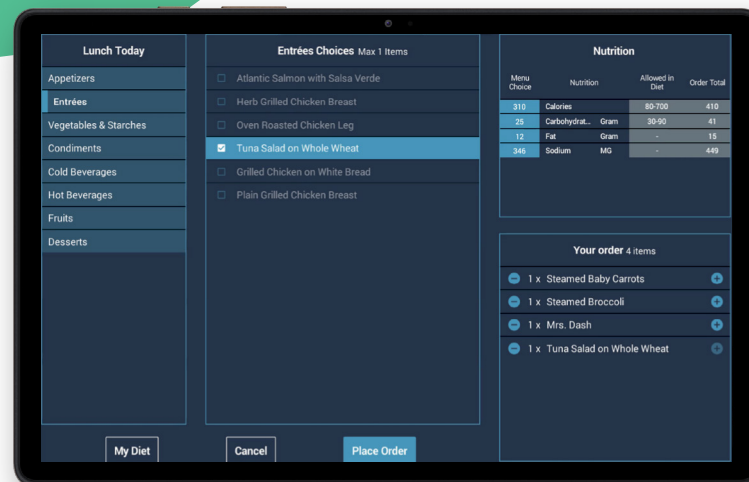 Lunch Today
Appetizers
Entrées
Vegetables & Starches
Condiments
Cold Beverages
Hot Beverages
Fruits
Desserts
Entrées Choices Max 1 Items
Atlantic Salmon with Salsa Verde
Herb Grilled Chicken Breast
Oven Roasted Chicken Leg
Tuna Salad on Whole Wheat
Grilled Chicken on White Bread
Plain Grilled Chicken Breast
Nutrition
Menu Choice Nutrition Allowed in Diet Order Total
310 Calories 80-700 410
25 Carbohydrat... Gram 30-90 41
12 Fat Gram - 15
346 Sodium MG - 449
Your order 4 items
1 x Steamed Baby Carrots
1 x Steamed Broccoli
1 x Mrs. Dash
1 x Tuna Salad on Whole Wheat
My Diet
Cancel
Place Order